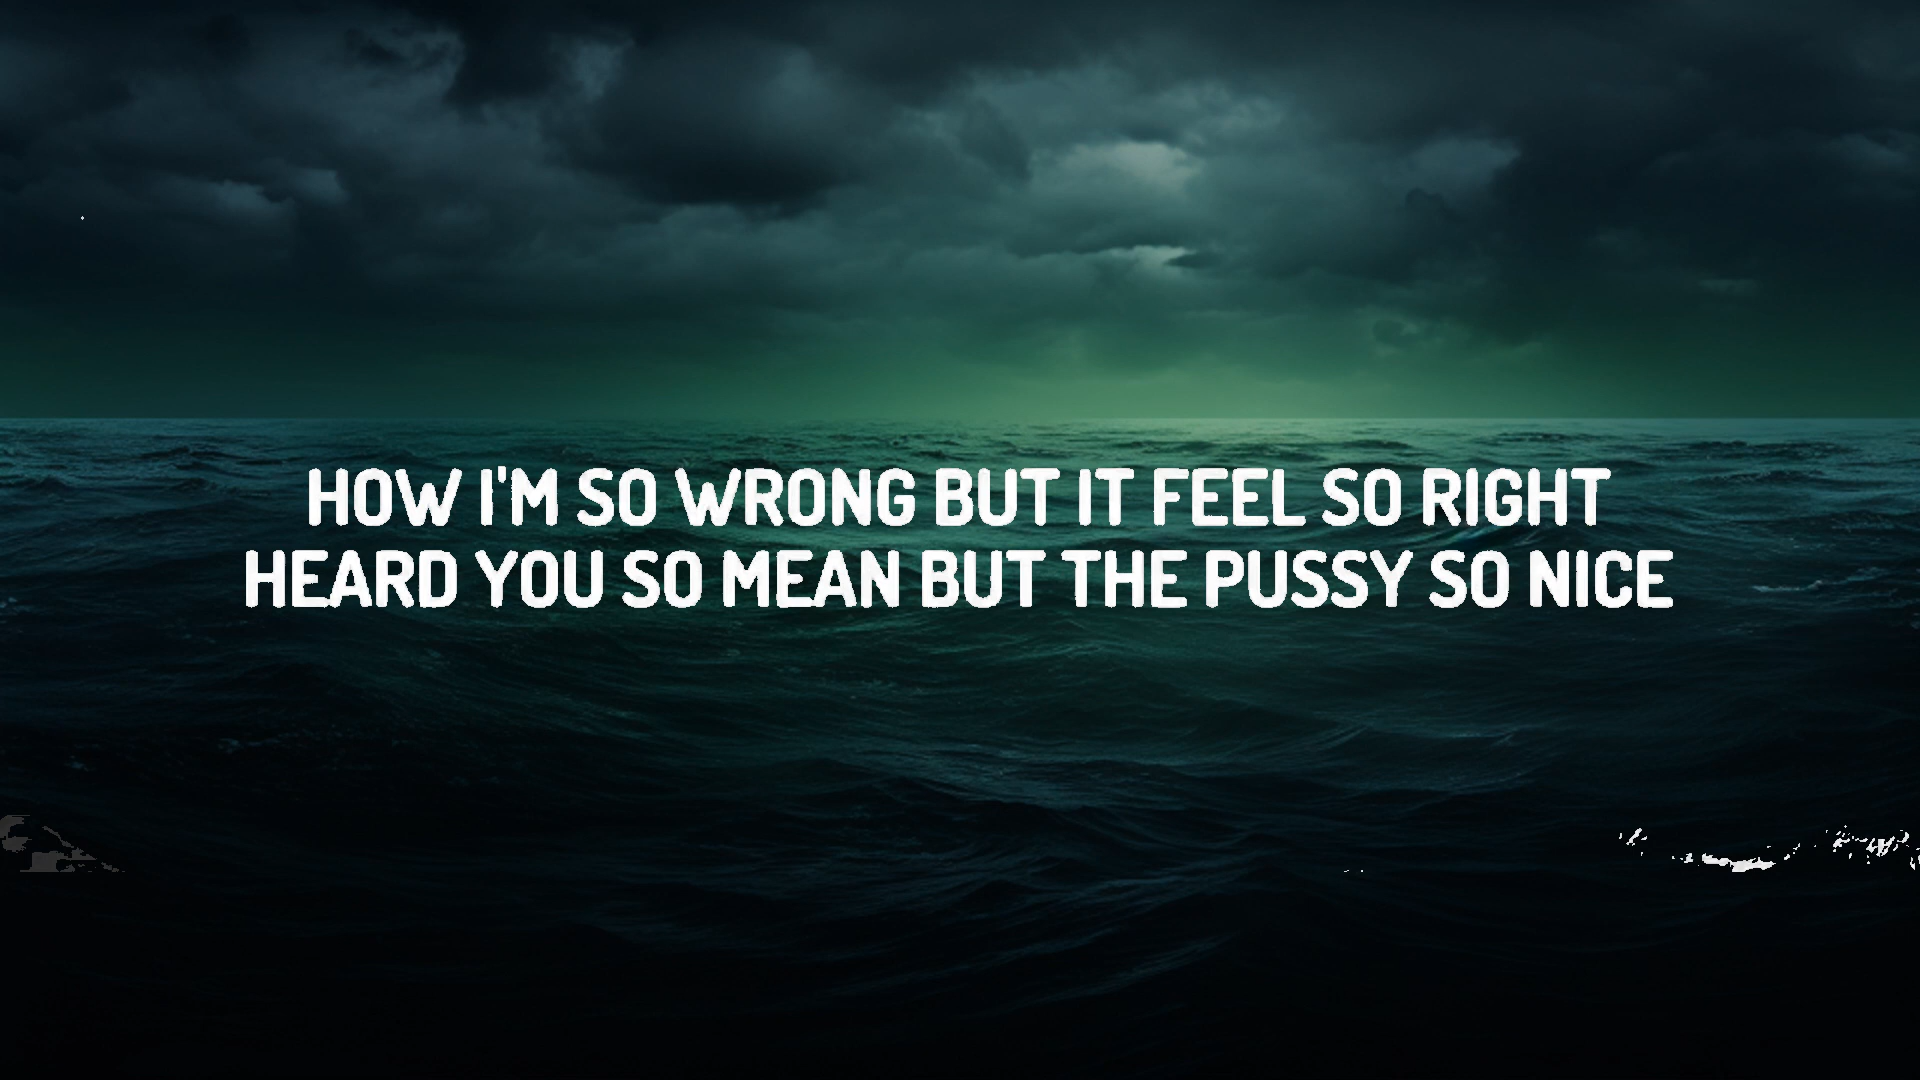 HOW I'M SO WRONG BUT IT FEEL SO RIGHT
HEARD YOU SO MEAN BUT THE PUSSY SO NICE